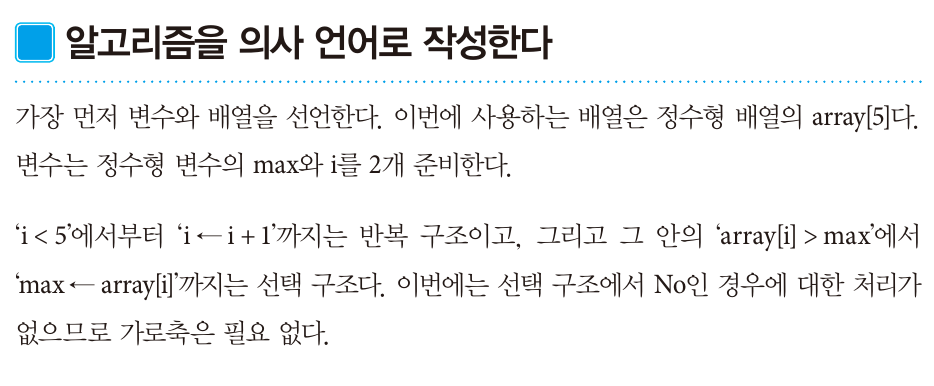 알고리즘을 의사 언어로 작성한다
가장 먼저 변수와 배열을 선언한다. 이번에 사용하는 배열은 정수형 배열의 array[5]다.
변수는 정수형 변수의 max와 i를 2개 준비한다.
‘i < 5’에서부터 ‘i ← i + 1’까지는 반복 구조이고, 그리고 그 안의 ‘array[i] > max’에서
‘max ← array[i]’까지는 선택 구조다. 이번에는 선택 구조에서 No인 경우에 대한 처리가
없으므로 가로축은 필요 없다.